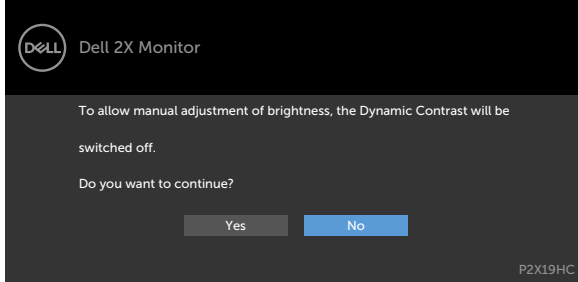 DELL
Dell 2X Monitor
To allow manual adjustment of brightness, the Dynamic Contrast will be
switched off.
Do you want to continue?
Yes No
P2X19HC